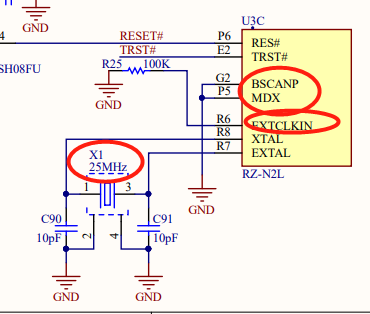 GND
U3C
4
RESET#
P6
RES#
TRST#
E2
TRST#
SH08FU
R25
100K
G2
BSCANP
GND
P5
MDX
R6
EXTCLKIN
R8
XTAL
X1
R7
EXTAL
25MHz
RZ-N2L
1
3
GND
C90
C91
10pF
2
4
10pF
GND
GND